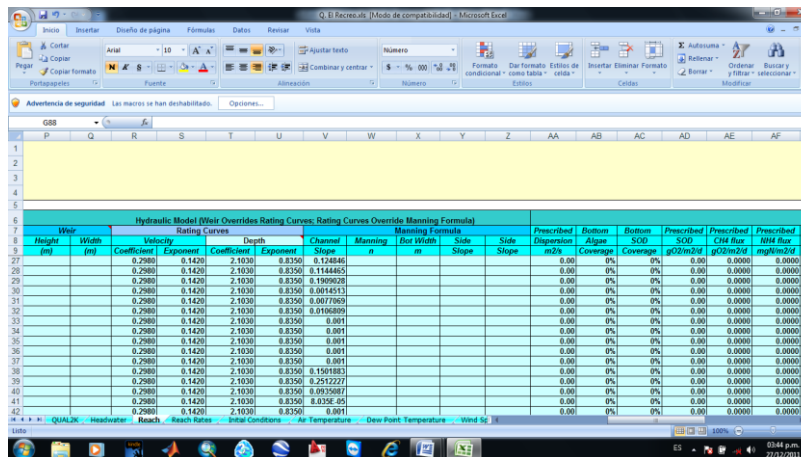 Q. El Recreo.xls [Modo de compatibilidad] - Microsoft Excel
Inicio Insertar Diseño de página Fórmulas Datos Revisar Vista
Cortar
Copiar
Copiar formato
Pegar
Portapapeles
Arial 10
N K S
Fuente
Ajustar texto
Combinar y centrar
Alineación
Número
$ % 000
Número
Formato condicional
Dar formato como tabla
Estilos de celda
Estilos
Insertar Eliminar Formato
Celdas
Autosuma
Rellenar
Borrar
Ordenar y filtrar
Buscar y seleccionar
Modificar
Advertencia de seguridad Las macros se han deshabilitado. Opciones...
G88 fx
P Q R S T U V W X Y Z AA AB AC AD AE AF
1
2
3
4
5
6 Hydraulic Model (Weir Overrides Rating Curves; Rating Curves Override Manning Formula)
7 Weir Rating Curves Manning Formula Prescribed Bottom Bottom Prescribed Prescribed Prescribed
8 Height Width Velocity Depth Channel Manning Bot Width Side Side Dispersion Algae SOD SOD CH4 flux NH4 flux
9 (m) (m) Coefficient Exponent Coefficient Exponent Slope n m Slope Slope m2/s Coverage Coverage gO2/m2/d gO2/m2/d mgN/m2/d
27 0.2980 0.1420 2.1030 0.8350 0.124846 0.00 0% 0% 0.00 0.0000 0.0000
28 0.2980 0.1420 2.1030 0.8350 0.1144465 0.00 0% 0% 0.00 0.0000 0.0000
29 0.2980 0.1420 2.1030 0.8350 0.1909028 0.00 0% 0% 0.00 0.0000 0.0000
30 0.2980 0.1420 2.1030 0.8350 0.0014513 0.00 0% 0% 0.00 0.0000 0.0000
31 0.2980 0.1420 2.1030 0.8350 0.0077069 0.00 0% 0% 0.00 0.0000 0.0000
32 0.2980 0.1420 2.1030 0.8350 0.0106809 0.00 0% 0% 0.00 0.0000 0.0000
33 0.2980 0.1420 2.1030 0.8350 0.001 0.00 0% 0% 0.00 0.0000 0.0000
34 0.2980 0.1420 2.1030 0.8350 0.001 0.00 0% 0% 0.00 0.0000 0.0000
35 0.2980 0.1420 2.1030 0.8350 0.001 0.00 0% 0% 0.00 0.0000 0.0000
36 0.2980 0.1420 2.1030 0.8350 0.001 0.00 0% 0% 0.00 0.0000 0.0000
37 0.2980 0.1420 2.1030 0.8350 0.001 0.00 0% 0% 0.00 0.0000 0.0000
38 0.2980 0.1420 2.1030 0.8350 0.1501883 0.00 0% 0% 0.00 0.0000 0.0000
39 0.2980 0.1420 2.1030 0.8350 0.2512227 0.00 0% 0% 0.00 0.0000 0.0000
40 0.2980 0.1420 2.1030 0.8350 0.0935087 0.00 0% 0% 0.00 0.0000 0.0000
41 0.2980 0.1420 2.1030 0.8350 8.035E-05 0.00 0% 0% 0.00 0.0000 0.0000
42 0.2980 0.1420 2.1030 0.8350 0.001 0.00 0% 0% 0.00 0.0000 0.0000
QUAL2K Headwater Reach Reach Rates Initial Conditions Air Temperature Dew Point Temperature Wind Sp
Listo 100%
ES 03:44 p.m.
27/12/2011